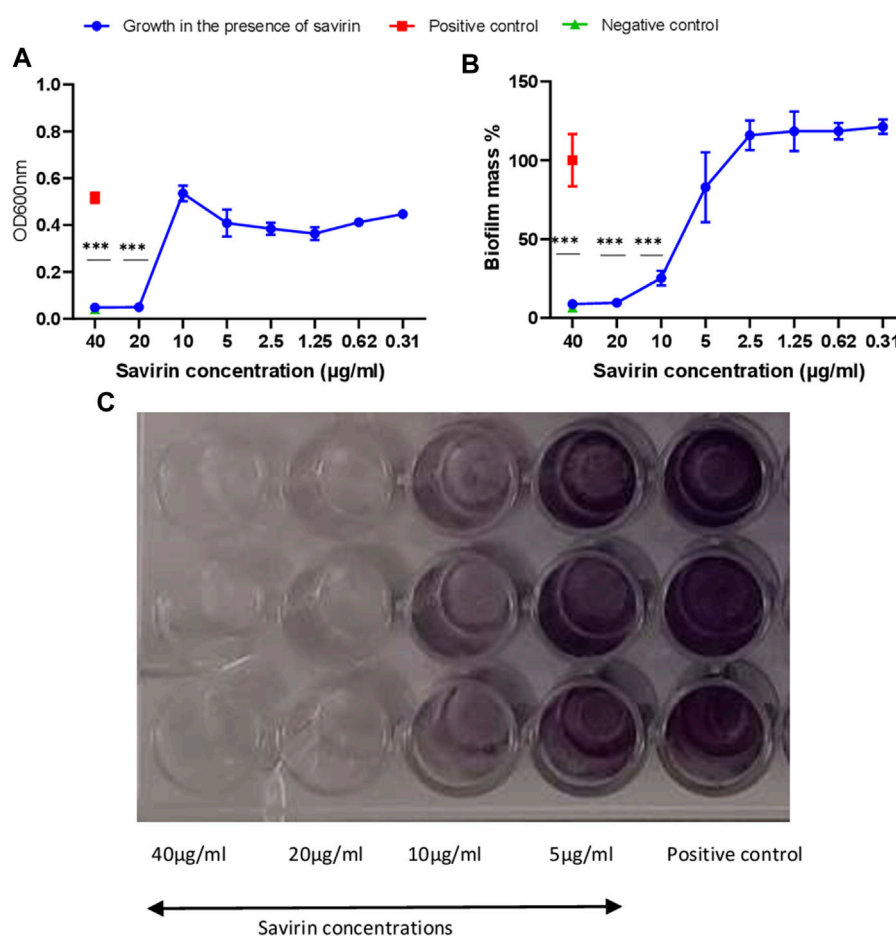 Growth in the presence of savirin Positive control Negative control
A
1.0
0.8
0.6
0.4
0.2
0.0
OD600nm
*** ***
40 20 10 5 2.5 1.25 0.62 0.31
Savirin concentration (µg/ml)
B
150
100
50
0
Biofilm mass %
*** *** ***
40 20 10 5 2.5 1.25 0.62 0.31
Savirin concentration (µg/ml)
C
40µg/ml 20µg/ml 10µg/ml 5µg/ml Positive control
Savirin concentrations